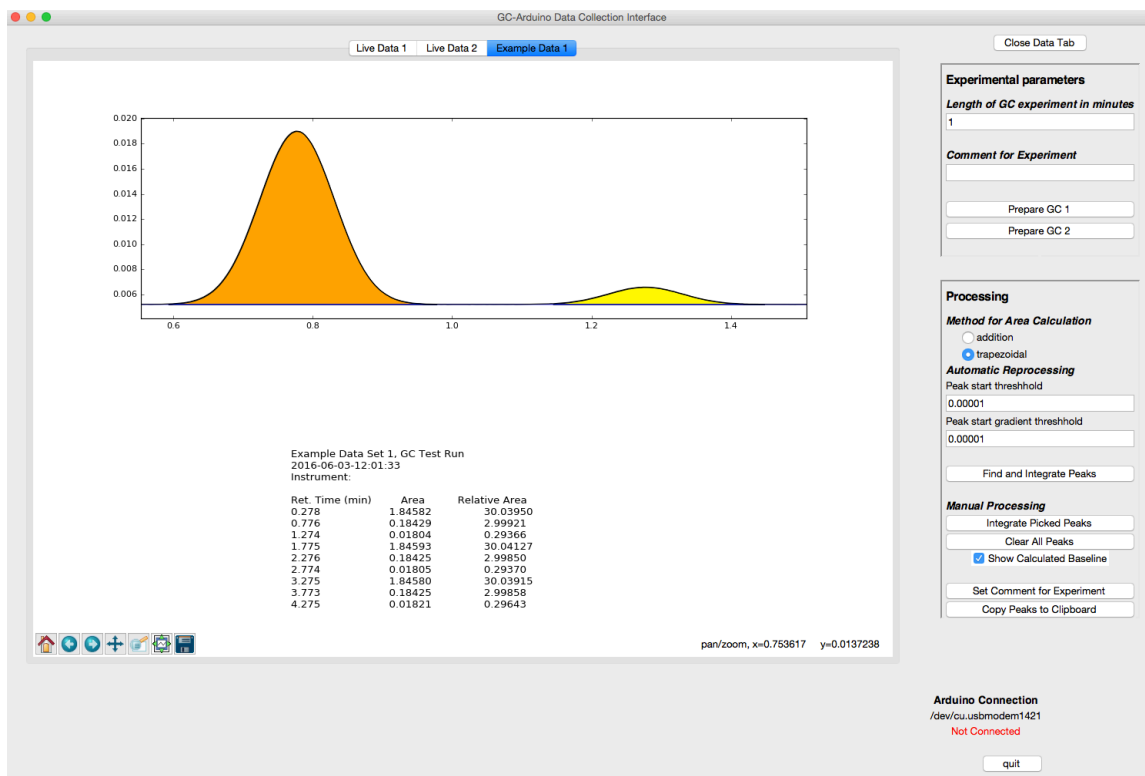 GC-Arduino Data Collection Interface
Live Data 1 Live Data 2 Example Data 1
0.020
0.018
0.016
0.014
0.012
0.010
0.008
0.006
0.6 0.8 1.0 1.2 1.4
Example Data Set 1, GC Test Run
2016-06-03-12:01:33
Instrument:
Ret. Time (min) Area Relative Area
0.278 1.84582 30.03950
0.776 0.18429 2.99921
1.274 0.01804 0.29366
1.775 1.84593 30.04127
2.276 0.18425 2.99850
2.774 0.01805 0.29370
3.275 1.84580 30.03915
3.773 0.18425 2.99858
4.275 0.01821 0.29643
pan/zoom, x=0.753617 y=0.0137238
Close Data Tab
Experimental parameters
Length of GC experiment in minutes
1
Comment for Experiment
Prepare GC 1
Prepare GC 2
Processing
Method for Area Calculation
addition
trapezoidal
Automatic Reprocessing
Peak start threshhold
0.00001
Peak start gradient threshhold
0.00001
Find and Integrate Peaks
Manual Processing
Integrate Picked Peaks
Clear All Peaks
Show Calculated Baseline
Set Comment for Experiment
Copy Peaks to Clipboard
Arduino Connection
/dev/cu.usbmodem1421
Not Connected
quit